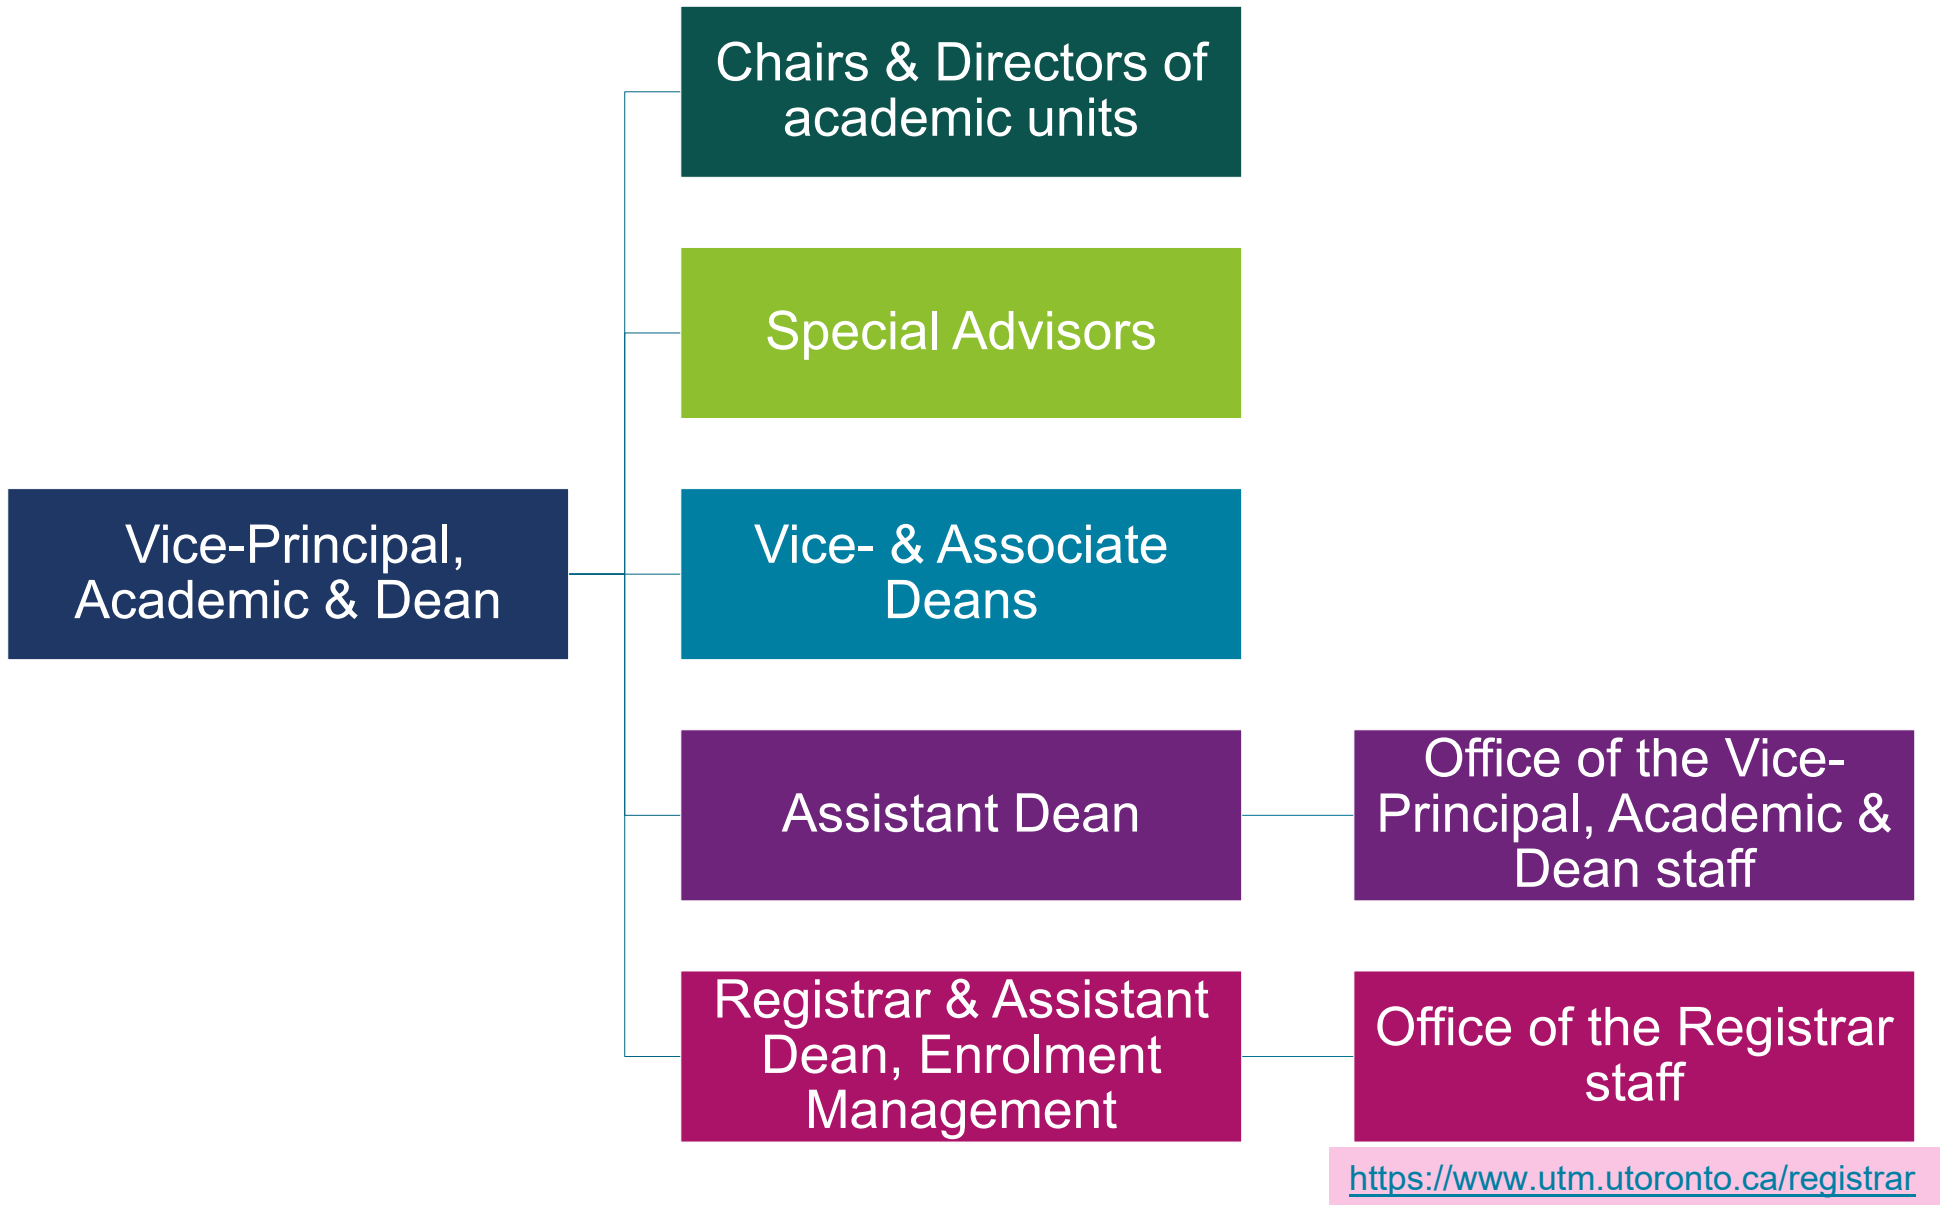 Chairs & Directors of
academic units
Special Advisors
Vice-Principal,
Academic & Dean
Vice- & Associate
Deans
Assistant Dean
Office of the Vice-
Principal, Academic &
Dean staff
Registrar & Assistant
Dean, Enrolment
Management
Office of the Registrar
staff
https://www.utm.utoronto.ca/registrar